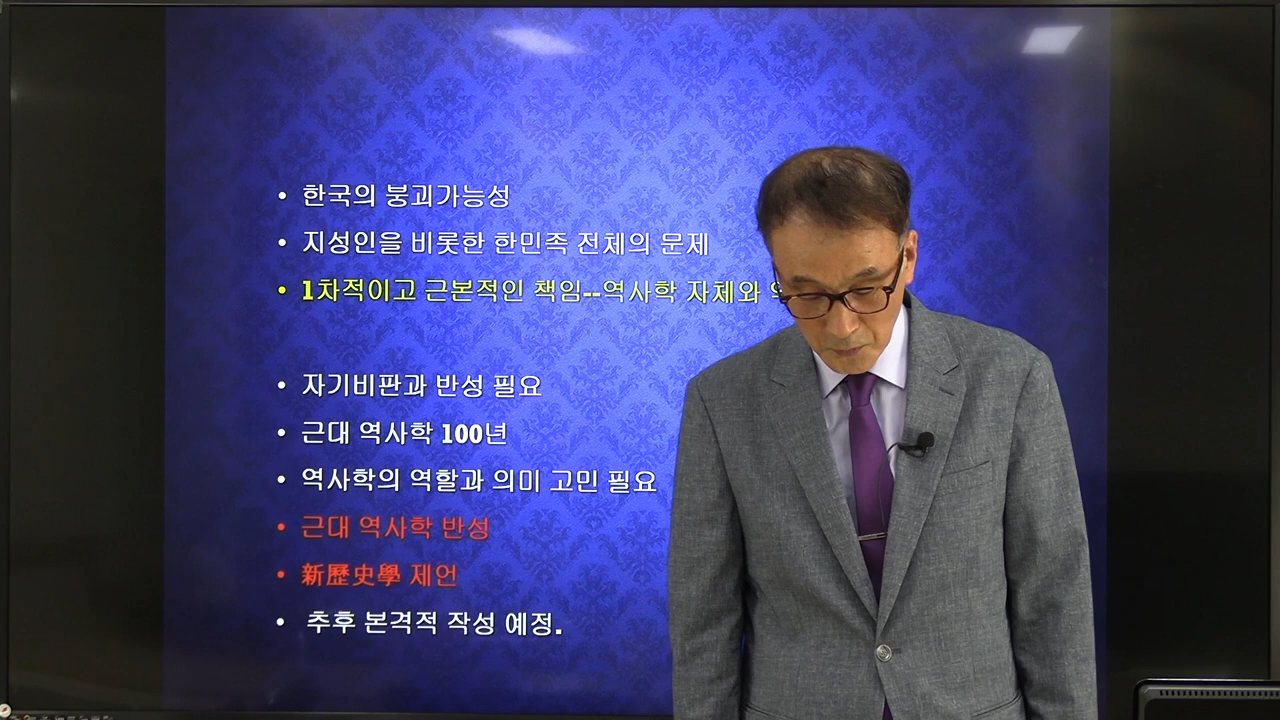 • 한국의 붕괴가능성
• 지성인을 비롯한 한민족 전체의 문제
• 1차적이고 근본적인 책임--역사학 자체와
• 자기비판과 반성 필요
• 근대 역사학 100년
• 역사학의 역할과 의미 고민 필요
• 근대 역사학 반성
• 新歷史學 제언
• 추후 본격적 작성 예정.